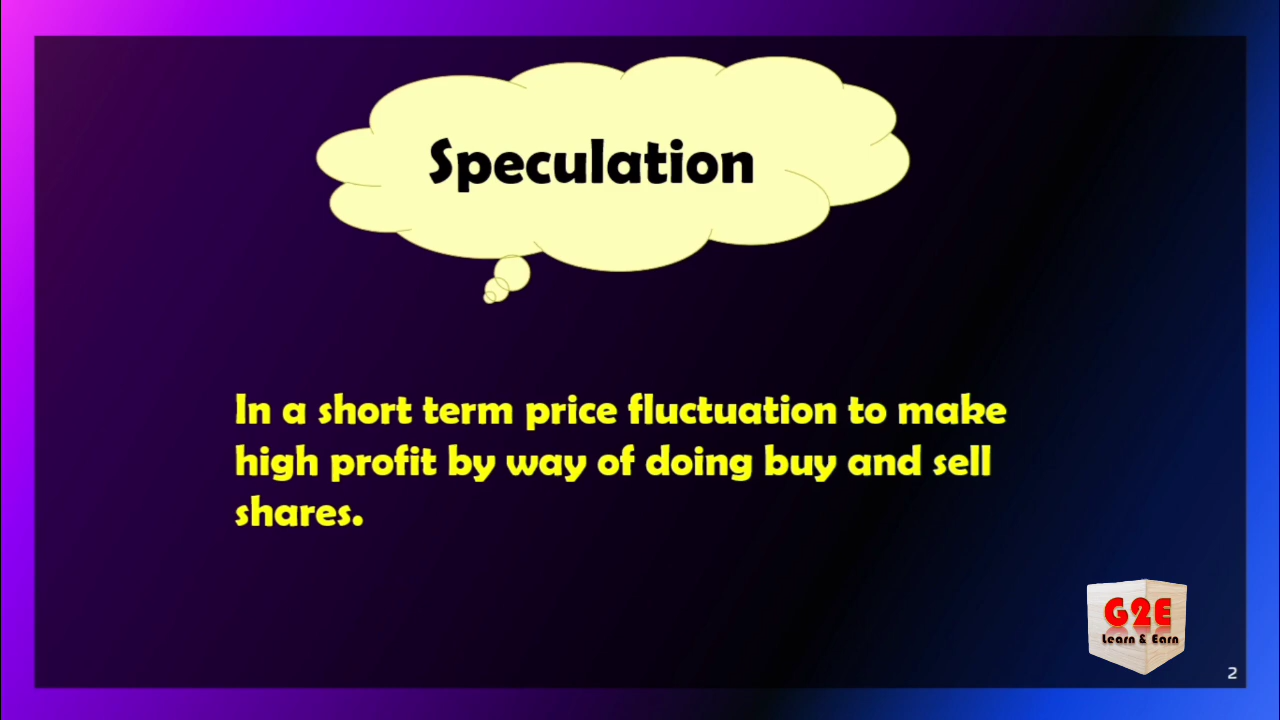 Speculation
In a short term price fluctuation to make
high profit by way of doing buy and sell
shares.
G2E
Learn & Earn
2